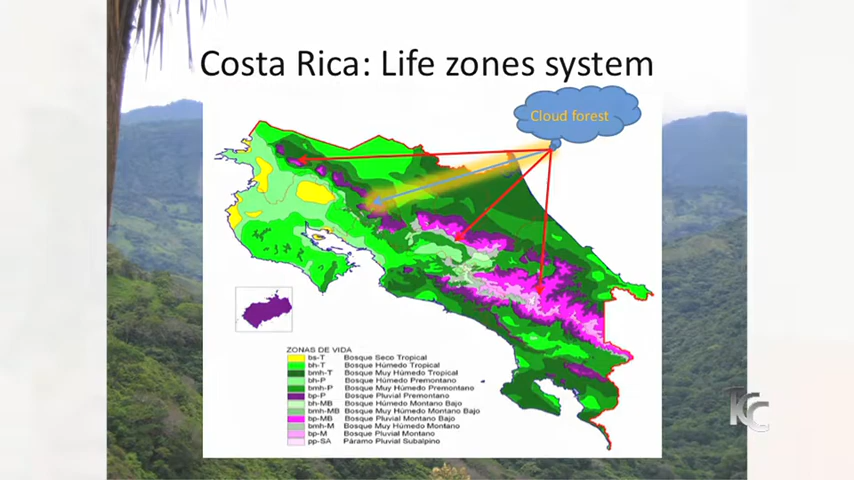 Costa Rica: Life zones system
Cloud forest
ZONAS DE VIDA
bs-T Bosque Seco Tropical
bh-T Bosque Húmedo Tropical
bmh-T Bosque Muy Húmedo Tropical
bh-P Bosque Húmedo Premontano
bmh-P Bosque Muy Húmedo Premontano
bp-P Bosque Pluvial Premontano
bh-MB Bosque Húmedo Montano Bajo
bmh-MB Bosque Muy Húmedo Montano Bajo
bp-MB Bosque Pluvial Montano Bajo
bmh-M Bosque Muy Húmedo Montano
bp-M Bosque Pluvial Montano
pp-SA Páramo Pluvial Subalpino
KC